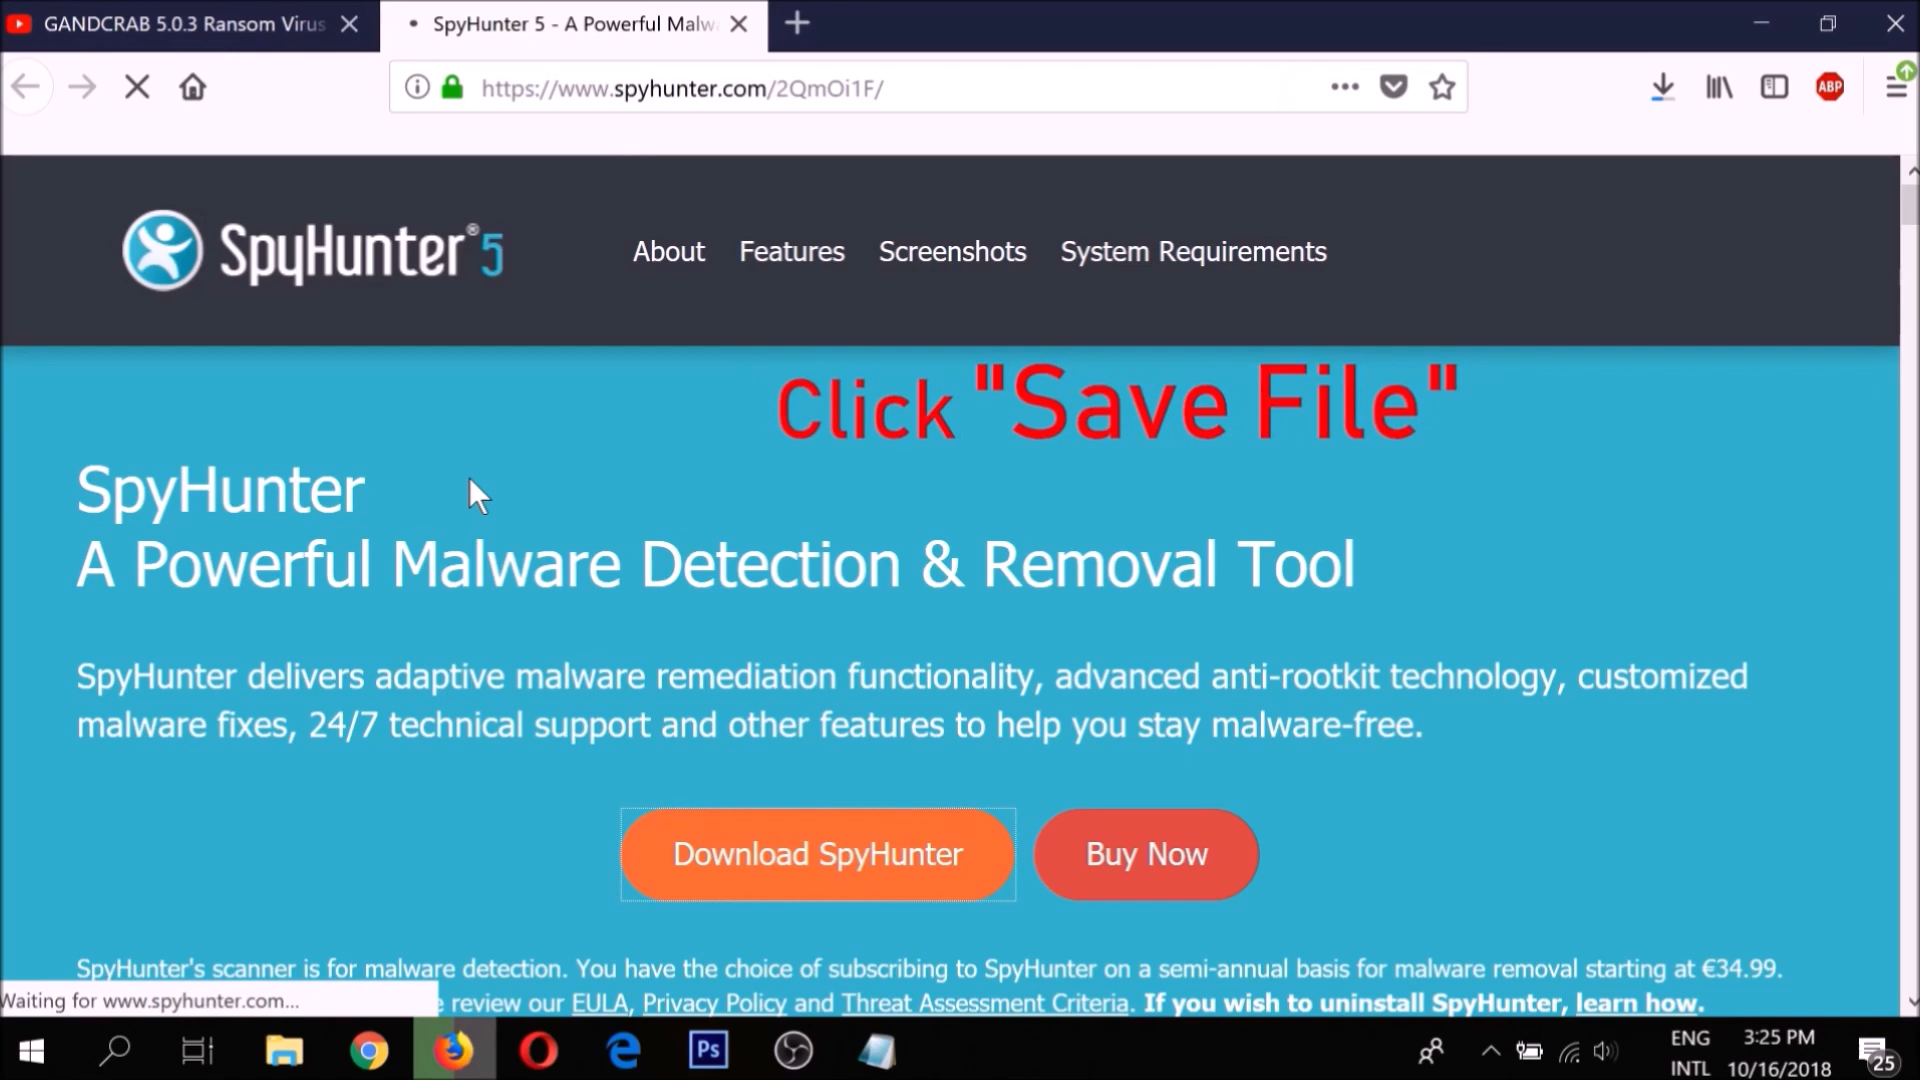 GANDCRAB 5.0.3 Ransom Virus
SpyHunter 5 - A Powerful Malw
https://www.spyhunter.com/2QmOi1F/
ABP
SpyHunter® 5
About Features Screenshots System Requirements
Click "Save File"
SpyHunter
A Powerful Malware Detection & Removal Tool
SpyHunter delivers adaptive malware remediation functionality, advanced anti-rootkit technology, customized
malware fixes, 24/7 technical support and other features to help you stay malware-free.
Download SpyHunter Buy Now
SpyHunter's scanner is for malware detection. You have the choice of subscribing to SpyHunter on a semi-annual basis for malware removal starting at €34.99.
Waiting for www.spyhunter.com...
e review our EULA, Privacy Policy and Threat Assessment Criteria. If you wish to uninstall SpyHunter, learn how.
Ps
ENG 3:25 PM
INTL 10/16/2018
25